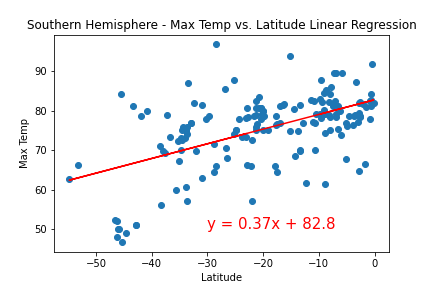 Southern Hemisphere - Max Temp vs. Latitude Linear Regression
90
80
70
60
50
Max Temp
y = 0.37x + 82.8
−50 −40 −30 −20 −10 0
Latitude